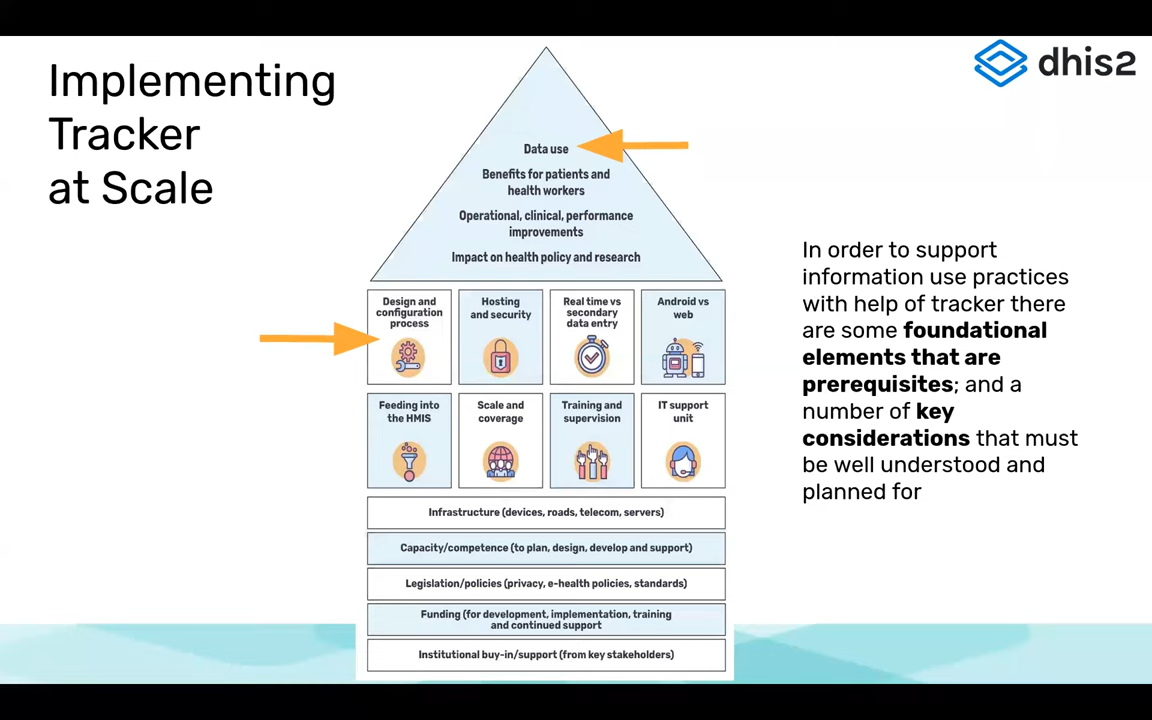 Implementing
Tracker
at Scale
dhis2
Data use
Benefits for patients and
health workers
Operational, clinical, performance
improvements
Impact on health policy and research
Design and
configuration
process
Hosting
and security
Real time vs
secondary
data entry
Android vs
web
Feeding into
the HMIS
Scale and
coverage
Training and
supervision
IT support
unit
Infrastructure (devices, roads, telecom, servers)
Capacity/competence (to plan, design, develop and support)
Legislation/policies (privacy, e-health policies, standards)
Funding (for development, implementation, training
and continued support
Institutional buy-in/support (from key stakeholders)
In order to support
information use practices
with help of tracker there
are some foundational
elements that are
prerequisites; and a
number of key
considerations that must
be well understood and
planned for